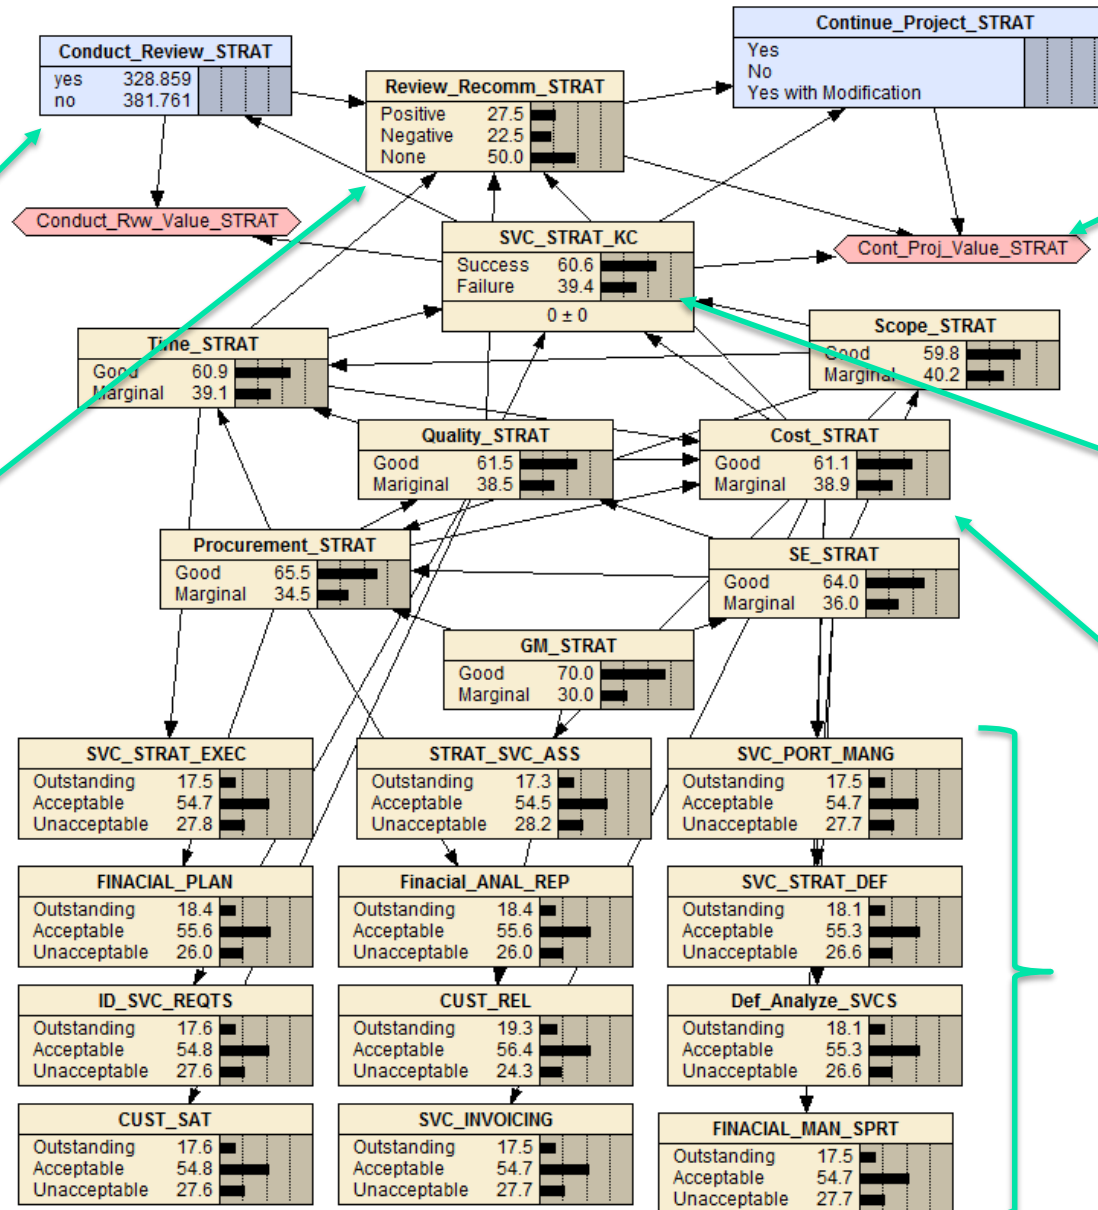 Conduct_Review_STRAT
yes 328.859
no 381.761
Continue_Project_STRAT
Yes
No
Yes with Modification
Review_Recomm_STRAT
Positive 27.5
Negative 22.5
None 50.0
Conduct_Rvw_Value_STRAT
SVC_STRAT_KC
Success 60.6
Failure 39.4
0 ± 0
Cont_Proj_Value_STRAT
Time_STRAT
Good 60.9
Marginal 39.1
Scope_STRAT
Good 59.8
Marginal 40.2
Quality_STRAT
Good 61.5
Mariginal 38.5
Cost_STRAT
Good 61.1
Marginal 38.9
Procurement_STRAT
Good 65.5
Marginal 34.5
SE_STRAT
Good 64.0
Marginal 36.0
GM_STRAT
Good 70.0
Marginal 30.0
SVC_STRAT_EXEC
Outstanding 17.5
Acceptable 54.7
Unacceptable 27.8
STRAT_SVC_ASS
Outstanding 17.3
Acceptable 54.5
Unacceptable 28.2
SVC_PORT_MANG
Outstanding 17.5
Acceptable 54.7
Unacceptable 27.7
FINACIAL_PLAN
Outstanding 18.4
Acceptable 55.6
Unacceptable 26.0
Finacial_ANAL_REP
Outstanding 18.4
Acceptable 55.6
Unacceptable 26.0
SVC_STRAT_DEF
Outstanding 18.1
Acceptable 55.3
Unacceptable 26.6
ID_SVC_REQTS
Outstanding 17.6
Acceptable 54.8
Unacceptable 27.6
CUST_REL
Outstanding 19.3
Acceptable 56.4
Unacceptable 24.3
Def_Analyze_SVCS
Outstanding 18.1
Acceptable 55.3
Unacceptable 26.6
CUST_SAT
Outstanding 17.6
Acceptable 54.8
Unacceptable 27.6
SVC_INVOICING
Outstanding 17.5
Acceptable 54.7
Unacceptable 27.7
FINACIAL_MAN_SPRT
Outstanding 17.5
Acceptable 54.7
Unacceptable 27.7